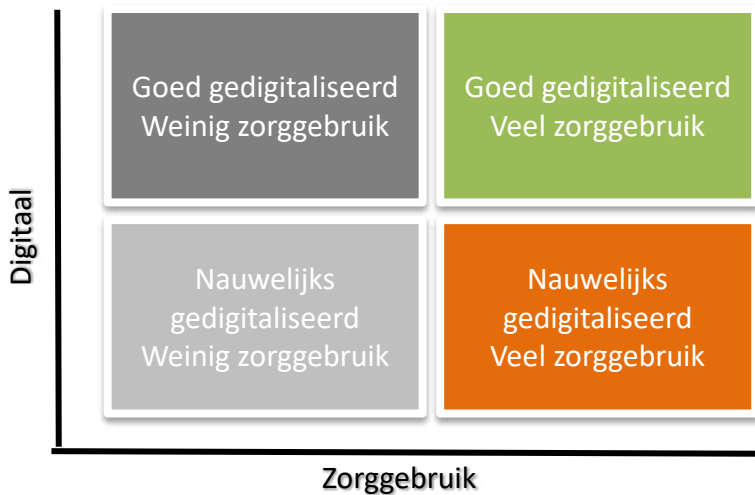 Goed gedigitaliseerd
Weinig zorggebruik
Goed gedigitaliseerd
Veel zorggebruik
Digitaal
Nauwelijks
gedigitaliseerd
Weinig zorggebruik
Nauwelijks
gedigitaliseerd
Veel zorggebruik
Zorggebruik